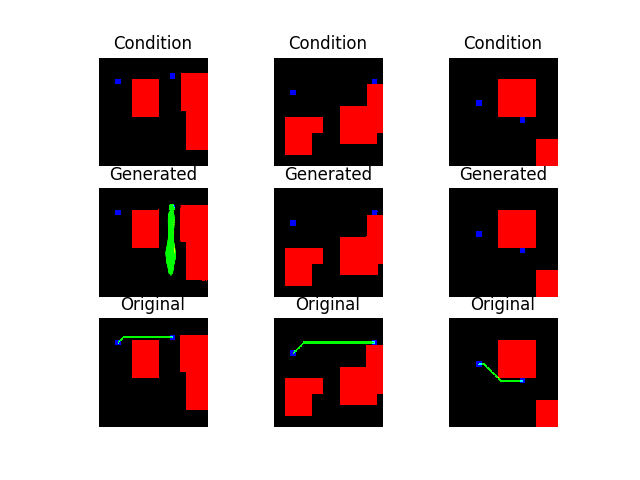 Condition Condition Condition
Generated Generated Generated
Original Original Original